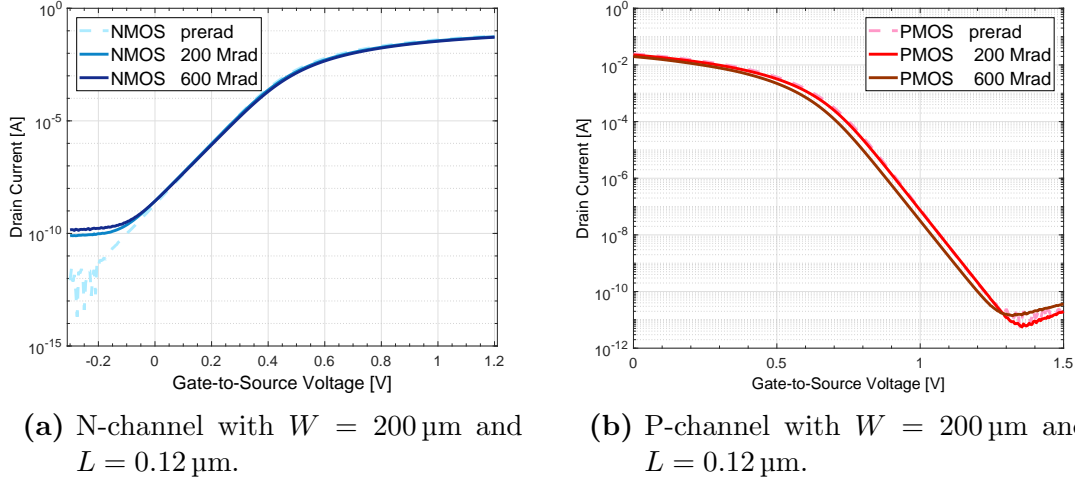 10^0
10^-5
10^-10
10^-15
Drain Current [A]
NMOS prerad
NMOS 200 Mrad
NMOS 600 Mrad
-0.2 0 0.2 0.4 0.6 0.8 1 1.2
Gate-to-Source Voltage [V]
(a) N-channel with W = 200 µm and
L = 0.12 µm.
10^0
10^-2
10^-4
10^-6
10^-8
10^-10
10^-12
Drain Current [A]
PMOS prerad
PMOS 200 Mrad
PMOS 600 Mrad
0 0.5 1 1.5
Gate-to-Source Voltage [V]
(b) P-channel with W = 200 µm and
L = 0.12 µm.